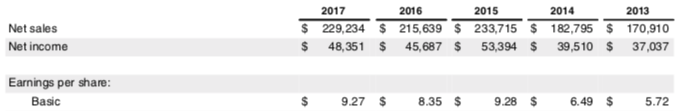 2017 2016 2015 2014 2013
Net sales $ 229,234 $ 215,639 $ 233,715 $ 182,795 $ 170,910
Net income $ 48,351 $ 45,687 $ 53,394 $ 39,510 $ 37,037
Earnings per share:
Basic $ 9.27 $ 8.35 $ 9.28 $ 6.49 $ 5.72